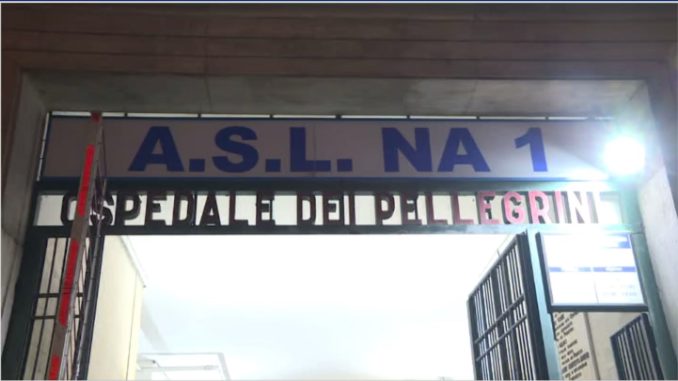 A.S.L. NA 1
OSPEDALE DEI PELLEGRINI